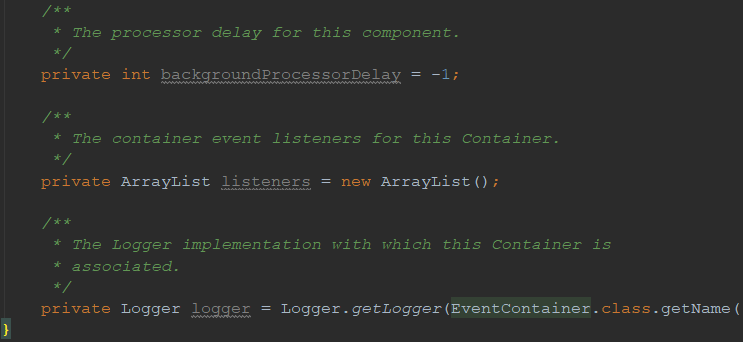 /**
* The processor delay for this component.
*/
private int backgroundProcessorDelay = -1;
/**
* The container event listeners for this Container.
*/
private ArrayList listeners = new ArrayList();
/**
* The Logger implementation with which this Container is
* associated.
*/
private Logger logger = Logger.getLogger(EventContainer.class.getName(
}